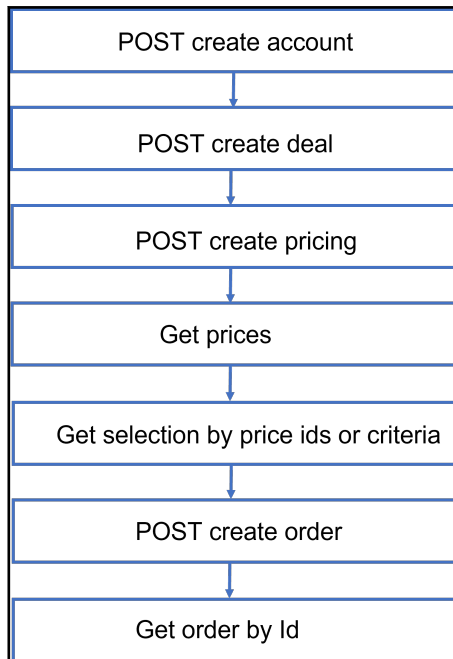 POST create account
POST create deal
POST create pricing
Get prices
Get selection by price ids or criteria
POST create order
Get order by Id